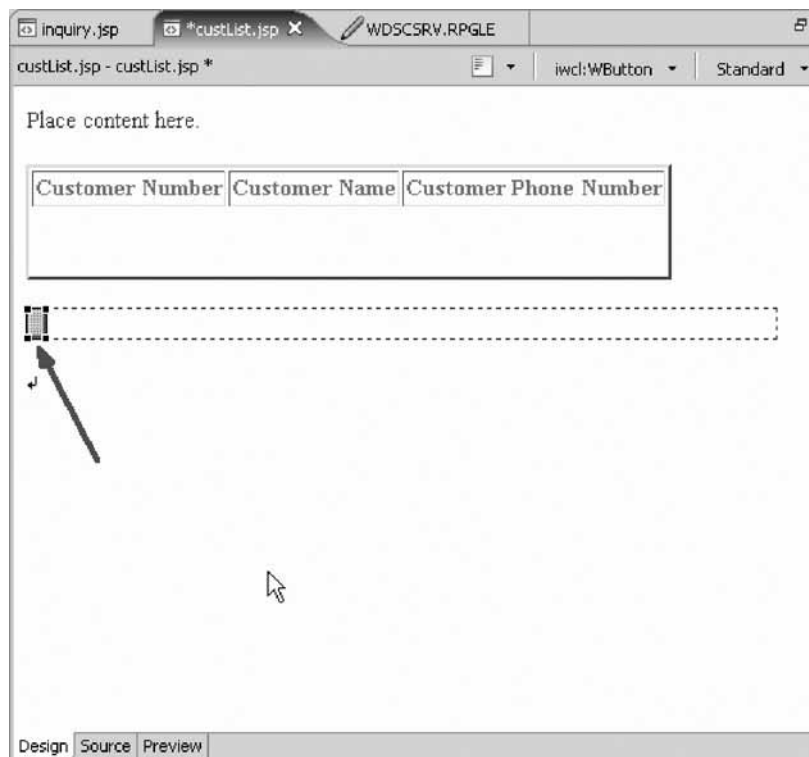 inquiry.jsp *custList.jsp WDSCSRV.RPGLE
custList.jsp - custList.jsp * iwcl:WButton Standard
Place content here.
Customer Number Customer Name Customer Phone Number
Design Source Preview